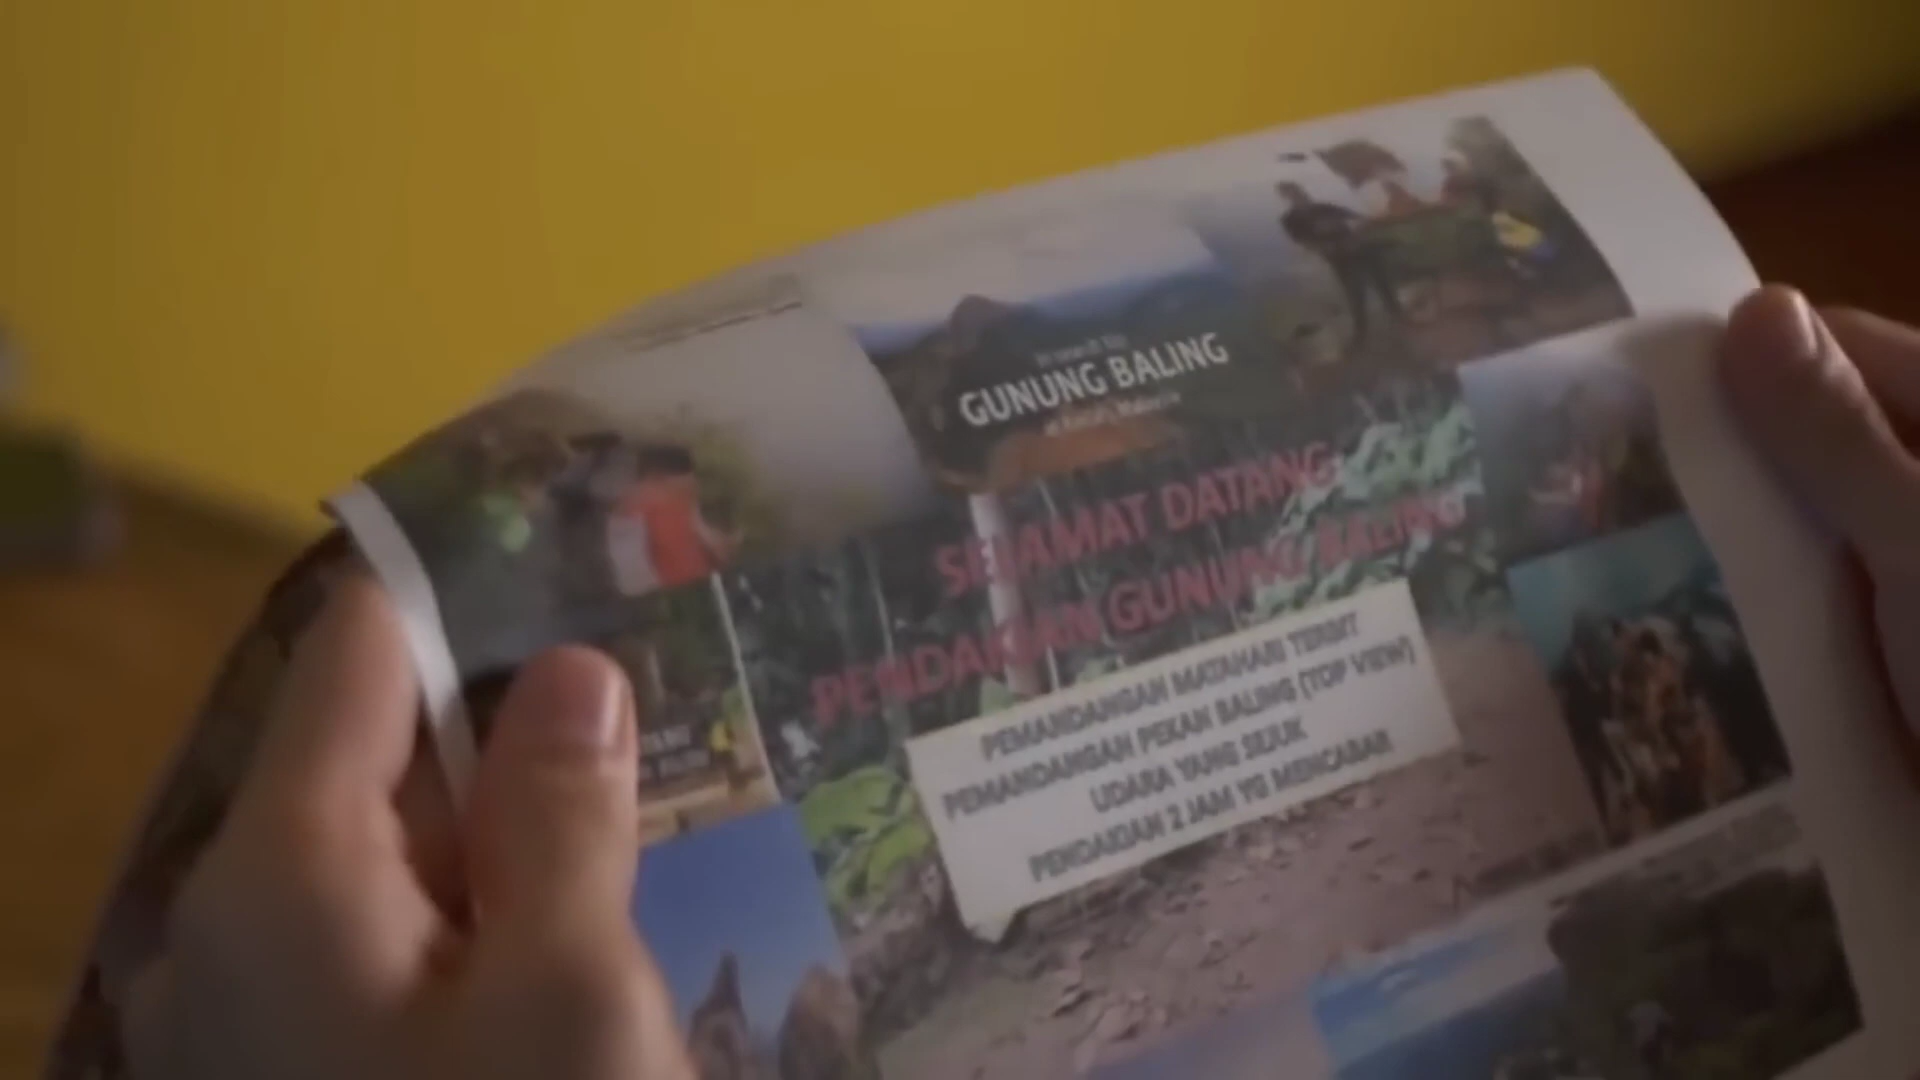 GUNUNG BALING
SELAMAT DATANG
PENDAKIAN GUNUNG BALING
PEMANDANGAN MATAHARI TERBIT
PEMANDANGAN PEKAN BALING (TOP VIEW)
UDARA YANG SEJUK
PENDAKIAN 2 JAM YG MENCABAR